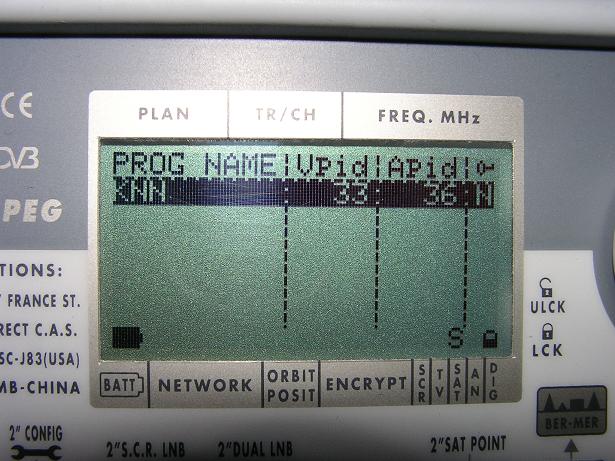 CE
PLAN TR/CH FREQ. MHz
DVB
PROG NAME Vpid APid
XNN 33 36 N
PEG
TIONS:
FRANCE ST.
RECT C.A.S.
SC-J83(USA)
MB-CHINA
S
ULCK
LCK
BATT NETWORK ORBIT POSIT ENCRYPT SCR TV SAT AN DIG
BER-MER
2" CONFIG
2"S.C.R. LNB
2"DUAL LNB
2"SAT POINT